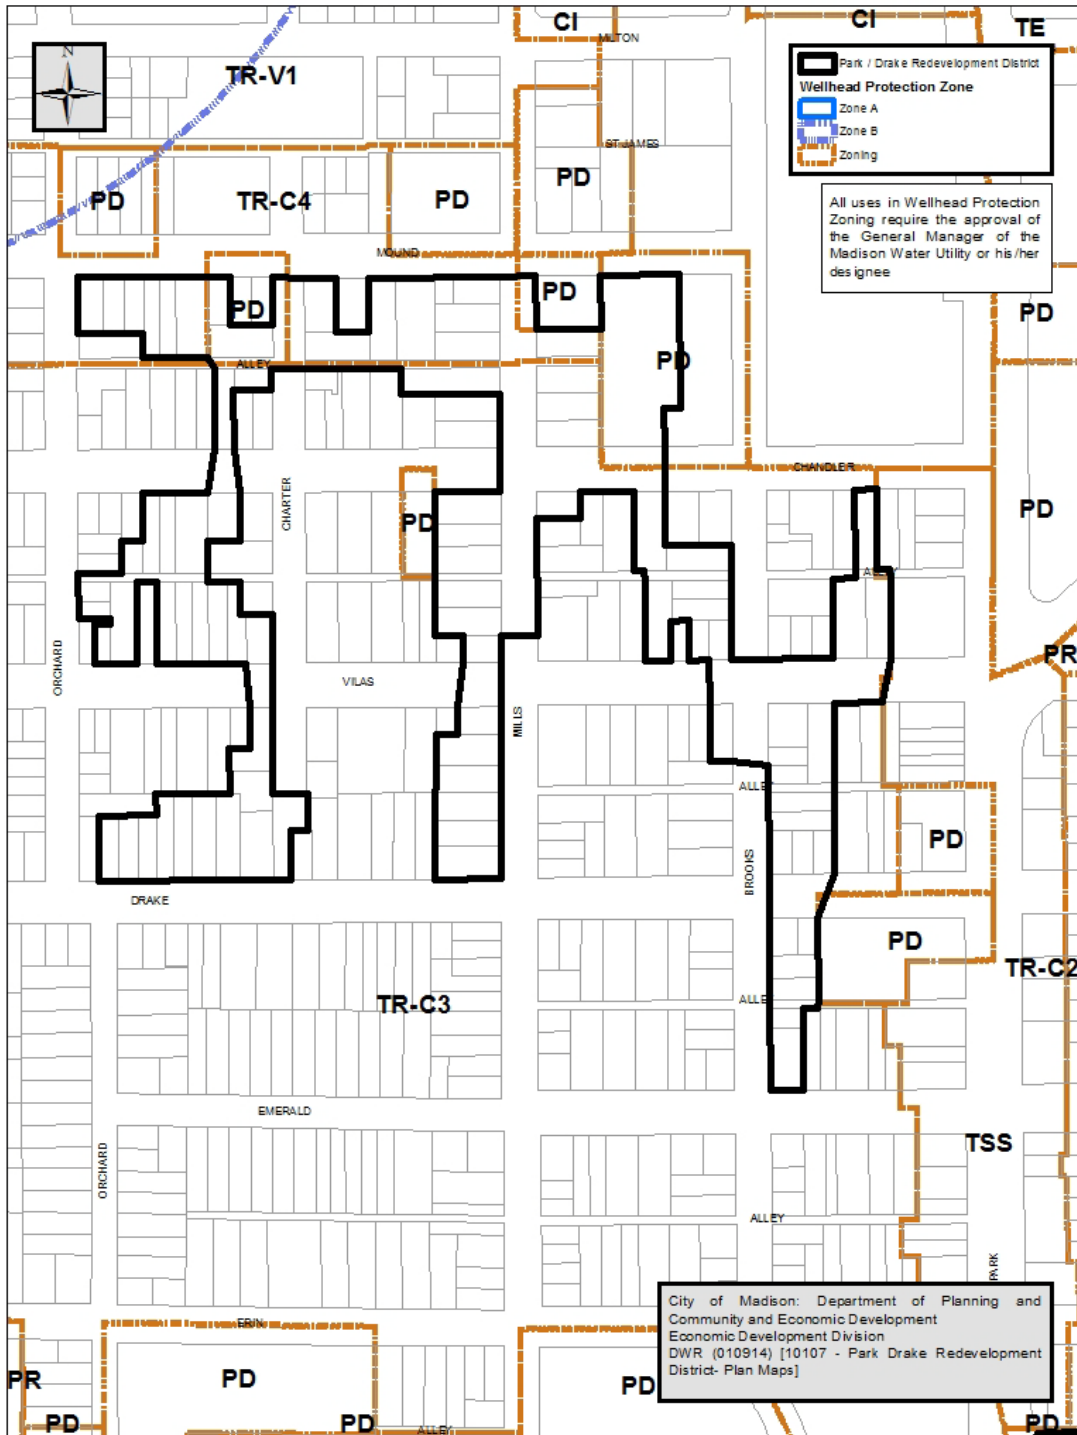 CI
CI
TE
MILTON
N
TR-V1
Park / Drake Redevelopment District
Wellhead Protection Zone
Zone A
Zone B
Zoning
ST JAMES
PD
TR-C4
PD
PD
All uses in Wellhead Protection
Zoning require the approval of
the General Manager of the
Madison Water Utility or his/her
designee
MOUND
PD
PD
PD
ALLEY
PD
CHANDLER
CHARTER
PD
PD
ALLEY
ORCHARD
PR
VILAS
MILLS
ALLEY
PD
BROOKS
DRAKE
PD
TR-C2
TR-C3
ALLEY
EMERALD
TSS
ORCHARD
ALLEY
PARK
City of Madison: Department of Planning and
Community and Economic Development
Economic Development Division
DWR (010914) [10107 - Park Drake Redevelopment
District- Plan Maps]
ERIN
PR
PD
PD
PD
PD
ALLEY
PD